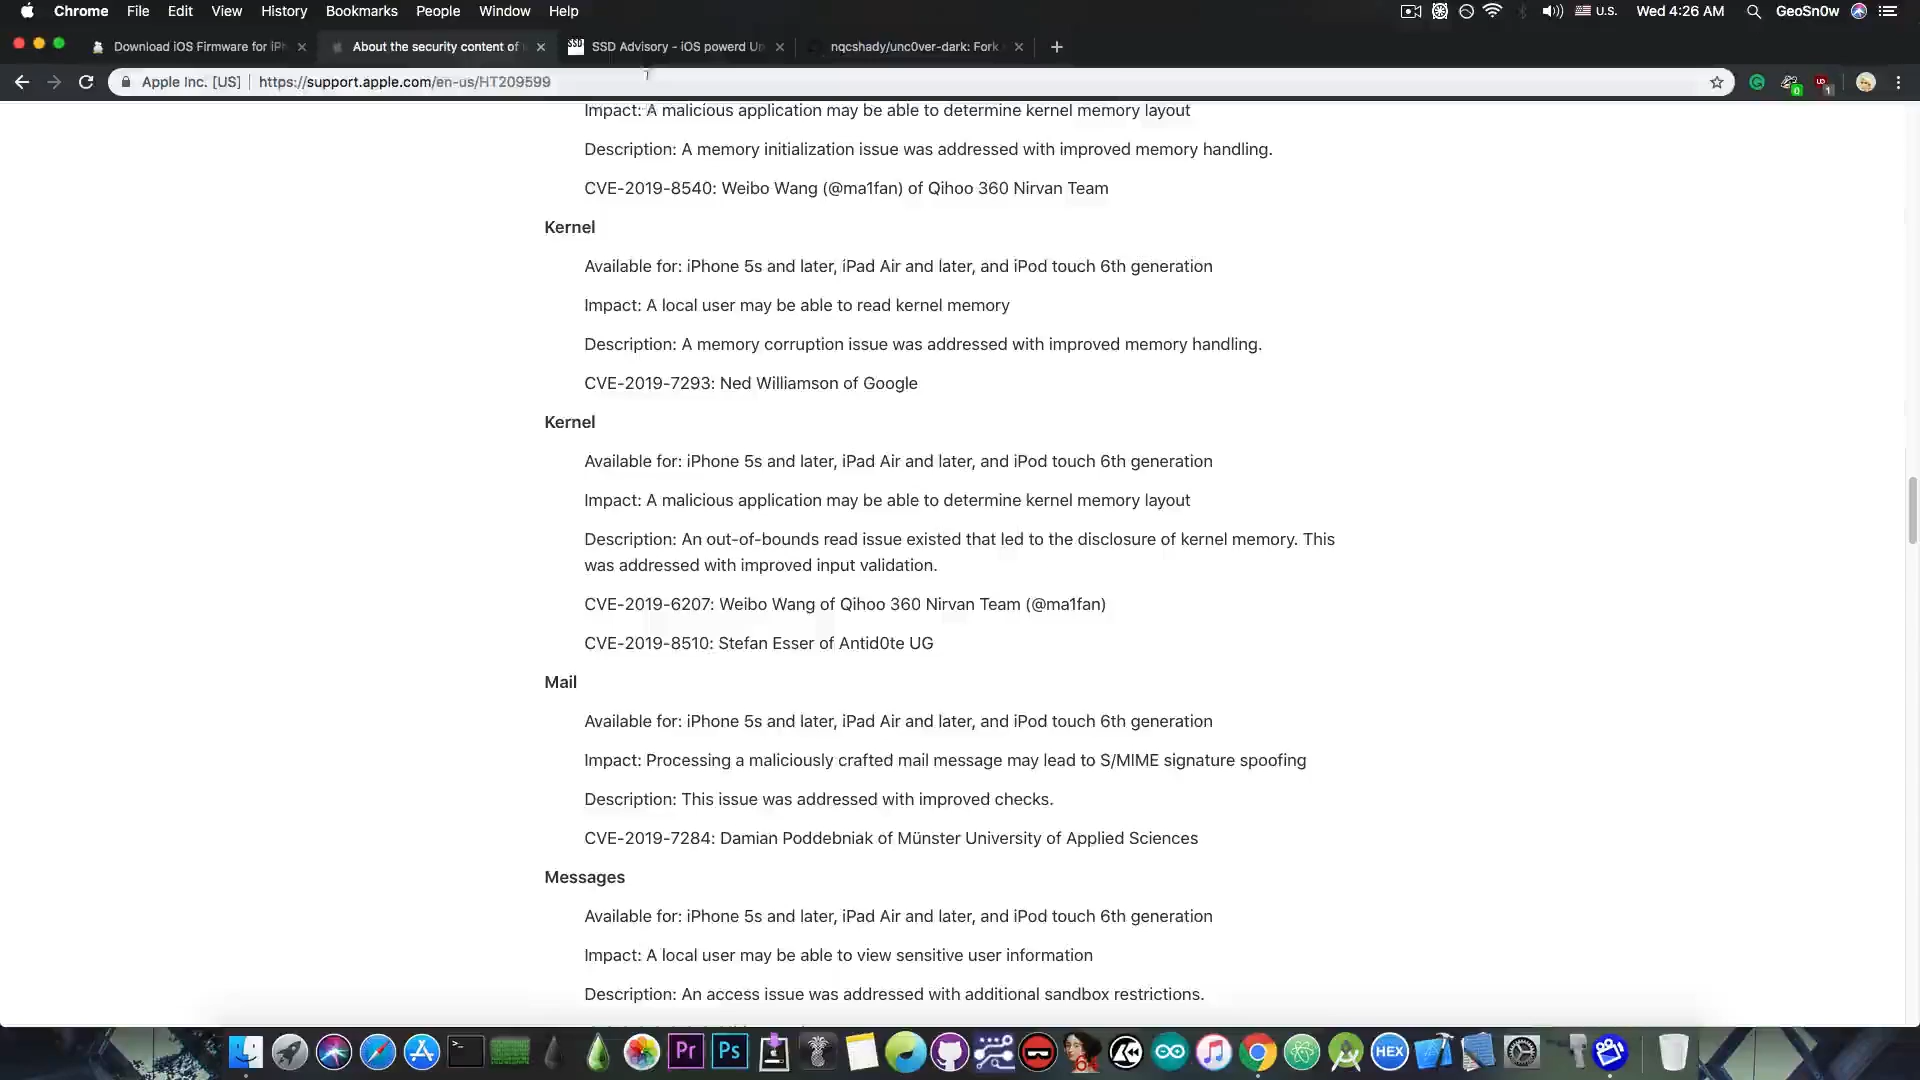 Chrome File Edit View History Bookmarks People Window Help U.S. Wed 4:26 AM GeoSn0w
Download iOS Firmware for iPh
About the security content of
SSD SSD Advisory - iOS powerd Un
nqcshady/unc0ver-dark: Fork
Apple Inc. [US] https://support.apple.com/en-us/HT209599 0 1
Impact: A malicious application may be able to determine kernel memory layout
Description: A memory initialization issue was addressed with improved memory handling.
CVE-2019-8540: Weibo Wang (@ma1fan) of Qihoo 360 Nirvan Team
Kernel
Available for: iPhone 5s and later, iPad Air and later, and iPod touch 6th generation
Impact: A local user may be able to read kernel memory
Description: A memory corruption issue was addressed with improved memory handling.
CVE-2019-7293: Ned Williamson of Google
Kernel
Available for: iPhone 5s and later, iPad Air and later, and iPod touch 6th generation
Impact: A malicious application may be able to determine kernel memory layout
Description: An out-of-bounds read issue existed that led to the disclosure of kernel memory. This
was addressed with improved input validation.
CVE-2019-6207: Weibo Wang of Qihoo 360 Nirvan Team (@ma1fan)
CVE-2019-8510: Stefan Esser of Antid0te UG
Mail
Available for: iPhone 5s and later, iPad Air and later, and iPod touch 6th generation
Impact: Processing a maliciously crafted mail message may lead to S/MIME signature spoofing
Description: This issue was addressed with improved checks.
CVE-2019-7284: Damian Poddebniak of Münster University of Applied Sciences
Messages
Available for: iPhone 5s and later, iPad Air and later, and iPod touch 6th generation
Impact: A local user may be able to view sensitive user information
Description: An access issue was addressed with additional sandbox restrictions.
Pr Ps 64 HEX